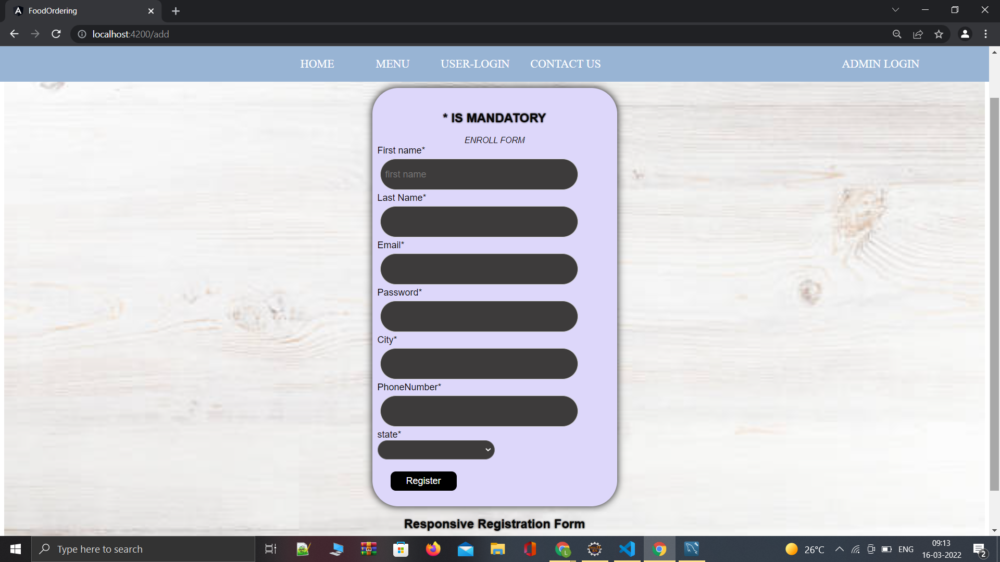 FoodOrdering
localhost:4200/add
HOME MENU USER-LOGIN CONTACT US ADMIN LOGIN
* IS MANDATORY
ENROLL FORM
First name*
first name
Last Name*
Email*
Password*
City*
PhoneNumber*
state*
Register
Responsive Registration Form
Type here to search
26°C ENG
09:13
16-03-2022
2